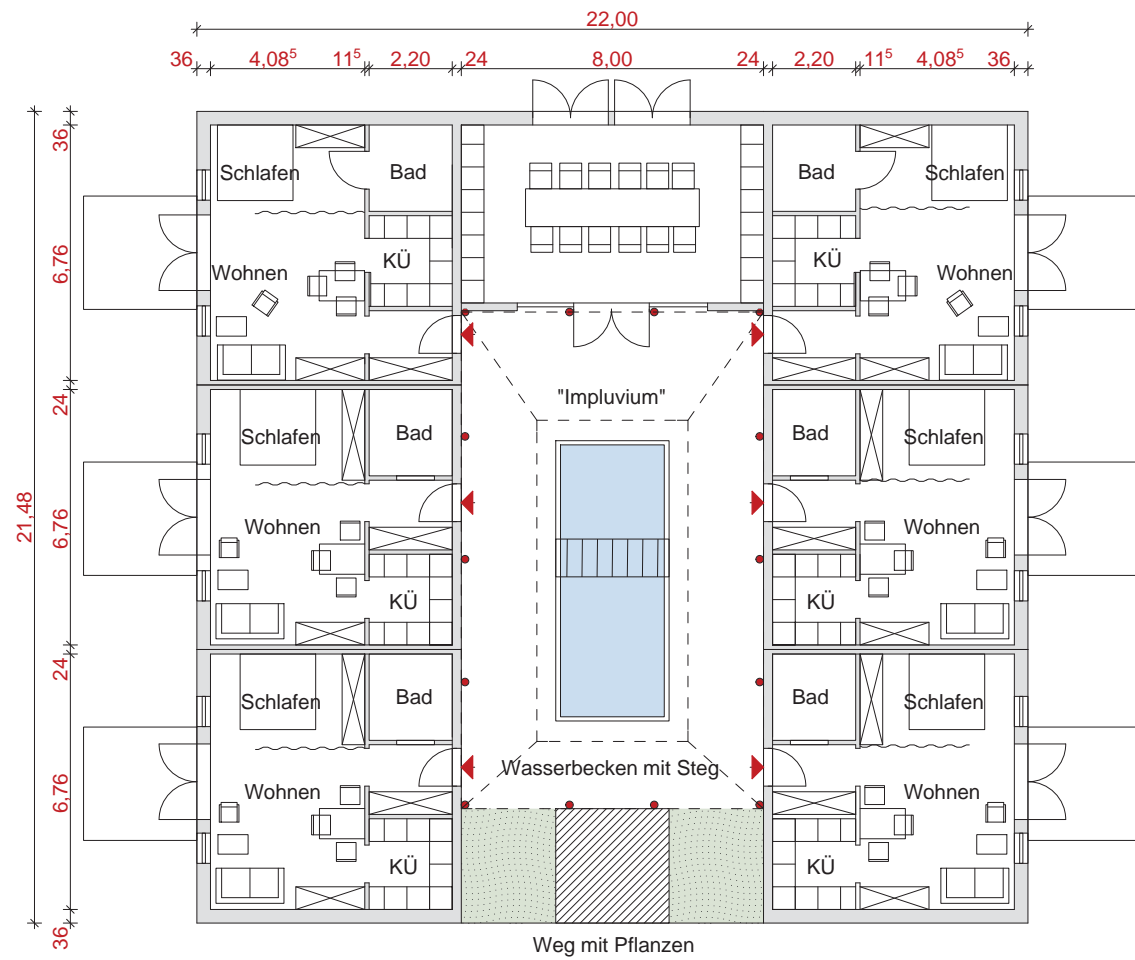 22,00
36 4,08⁵ 11⁵ 2,20 24 8,00 24 2,20 11⁵ 4,08⁵ 36
36
6,76
24
6,76
24
6,76
36
21,48
Schlafen Bad Bad Schlafen
KÜ KÜ
Wohnen Wohnen
"Impluvium"
Schlafen Bad Bad Schlafen
Wohnen Wohnen
KÜ KÜ
Schlafen Bad Bad Schlafen
Wasserbecken mit Steg
Wohnen Wohnen
KÜ KÜ
Weg mit Pflanzen